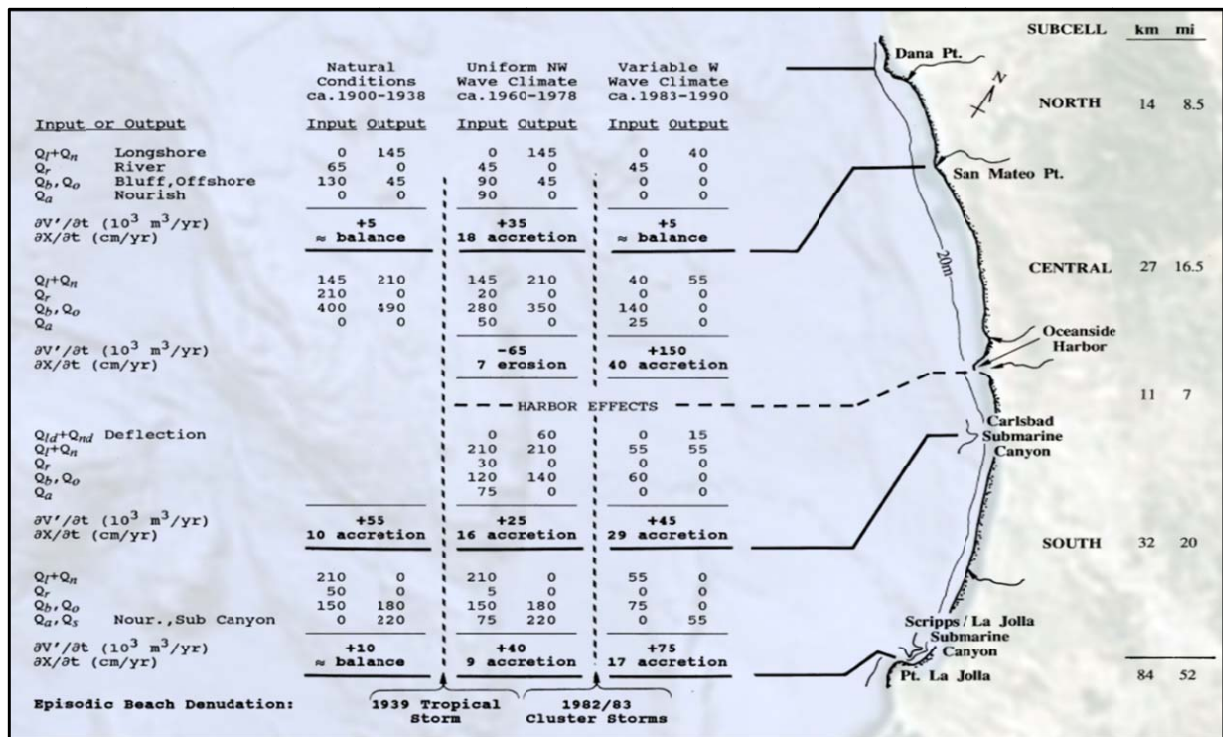 SUBCELL km mi
Dana Pt.
N
NORTH 14 8.5
San Mateo Pt.
20m
CENTRAL 27 16.5
Oceanside
Harbor
11 7
Carlsbad
Submarine
Canyon
SOUTH 32 20
Scripps/La Jolla
Submarine
Canyon
Pt. La Jolla
84 52
Natural Uniform NW Variable W
Conditions Wave Climate Wave Climate
ca.1900-1938 ca.1960-1978 ca.1983-1990
Input or Output Input Output Input Output Input Output
Ql+Qn Longshore 0 145 0 145 0 40
Qr River 65 0 45 0 45 0
Qb,Qo Bluff,Offshore 130 45 90 45 0 0
Qa Nourish 0 0 90 0 0 0
∂V'/∂t (10³ m³/yr) +5 +35 +5
∂X/∂t (cm/yr) ≈ balance 18 accretion ≈ balance
Ql+Qn 145 210 145 210 40 55
Qr 210 0 20 0 0 0
Qb,Qo 400 490 280 350 140 0
Qa 0 0 50 0 25 0
∂V'/∂t (10³ m³/yr) -65 +150
∂X/∂t (cm/yr) 7 erosion 40 accretion
HARBOR EFFECTS
Qld+Qnd Deflection 0 60 0 15
Ql+Qn 210 210 55 55
Qr 30 0 0 0
Qb,Qo 120 140 60 0
Qa 75 0 0 0
∂V'/∂t (10³ m³/yr) +55 +25 +45
∂X/∂t (cm/yr) 10 accretion 16 accretion 29 accretion
Ql+Qn 210 0 210 0 55 0
Qr 50 0 5 0 0 0
Qb,Qo 150 180 150 180 75 0
Qa,Qs Nour.,Sub Canyon 0 220 75 220 0 55
∂V'/∂t (10³ m³/yr) +10 +40 +75
∂X/∂t (cm/yr) ≈ balance 9 accretion 17 accretion
Episodic Beach Denudation: 1939 Tropical 1982/83
Storm Cluster Storms